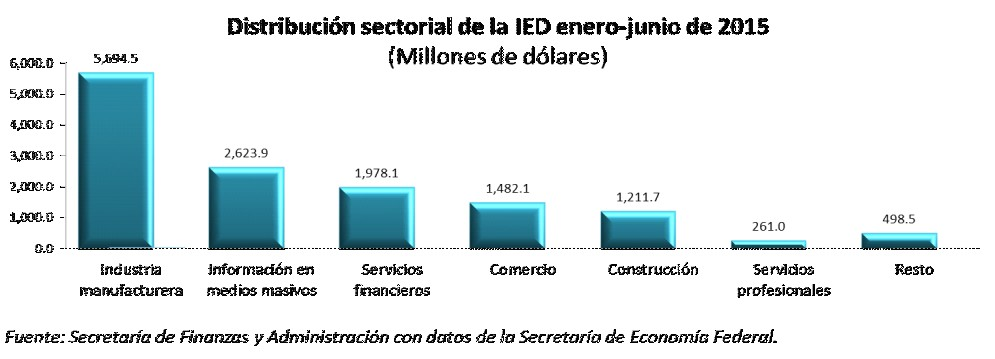 Distribución sectorial de la IED enero-junio de 2015
(Millones de dólares)
6,000.0
5,000.0
4,000.0
3,000.0
2,000.0
1,000.0
0.0
5,694.5
2,623.9
1,978.1
1,482.1
1,211.7
261.0
498.5
Industria
manufacturera
Información en
medios masivos
Servicios
financieros
Comercio
Construcción
Servicios
profesionales
Resto
Fuente: Secretaría de Finanzas y Administración con datos de la Secretaría de Economía Federal.